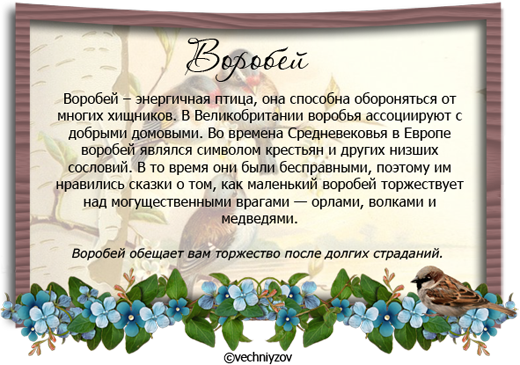 Воробей
Воробей – энергичная птица, она способна обороняться от
многих хищников. В Великобритании воробья ассоциируют с
добрыми домовыми. Во времена Средневековья в Европе
воробей являлся символом крестьян и других низших
сословий. В то время они были бесправными, поэтому им
нравились сказки о том, как маленький воробей торжествует
над могущественными врагами — орлами, волками и
медведями.
Воробей обещает вам торжество после долгих страданий.
©vechniyzov